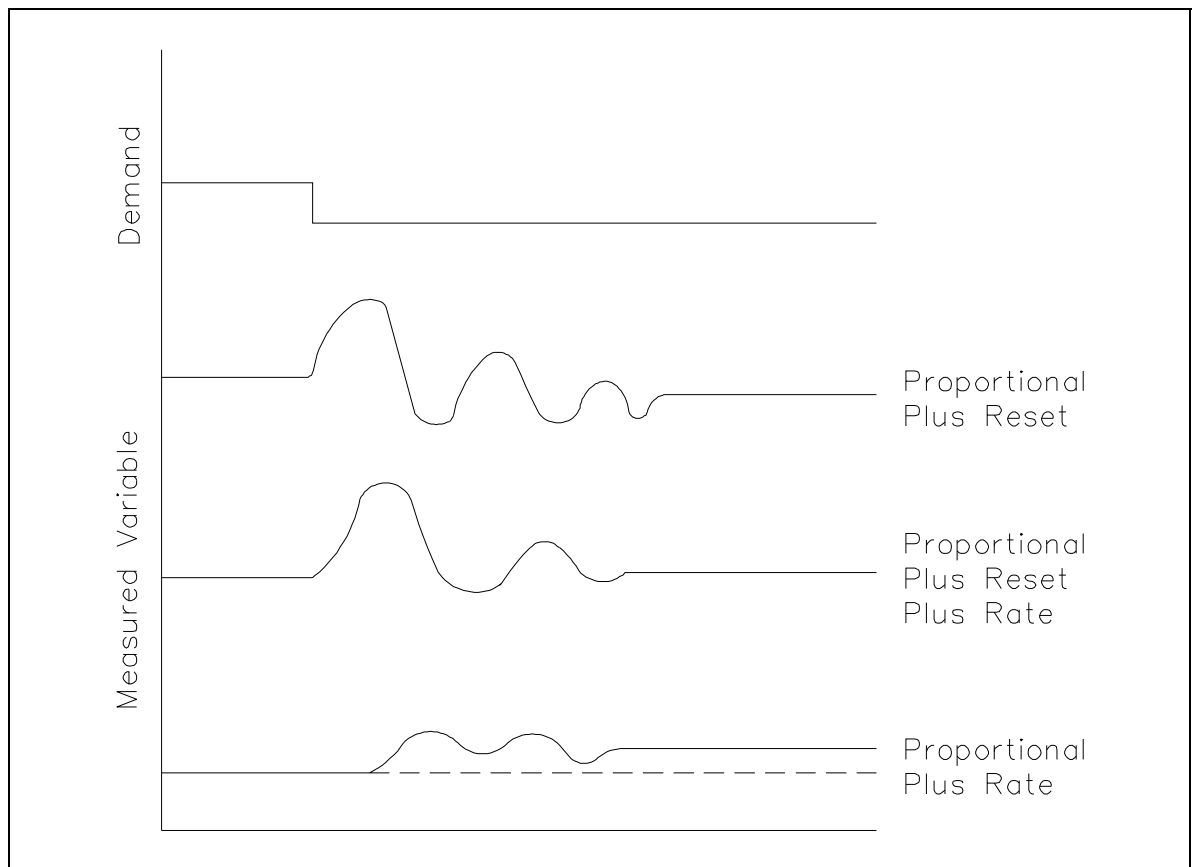 Demand
Measured Variable
Proportional
Plus Reset
Proportional
Plus Reset
Plus Rate
Proportional
Plus Rate